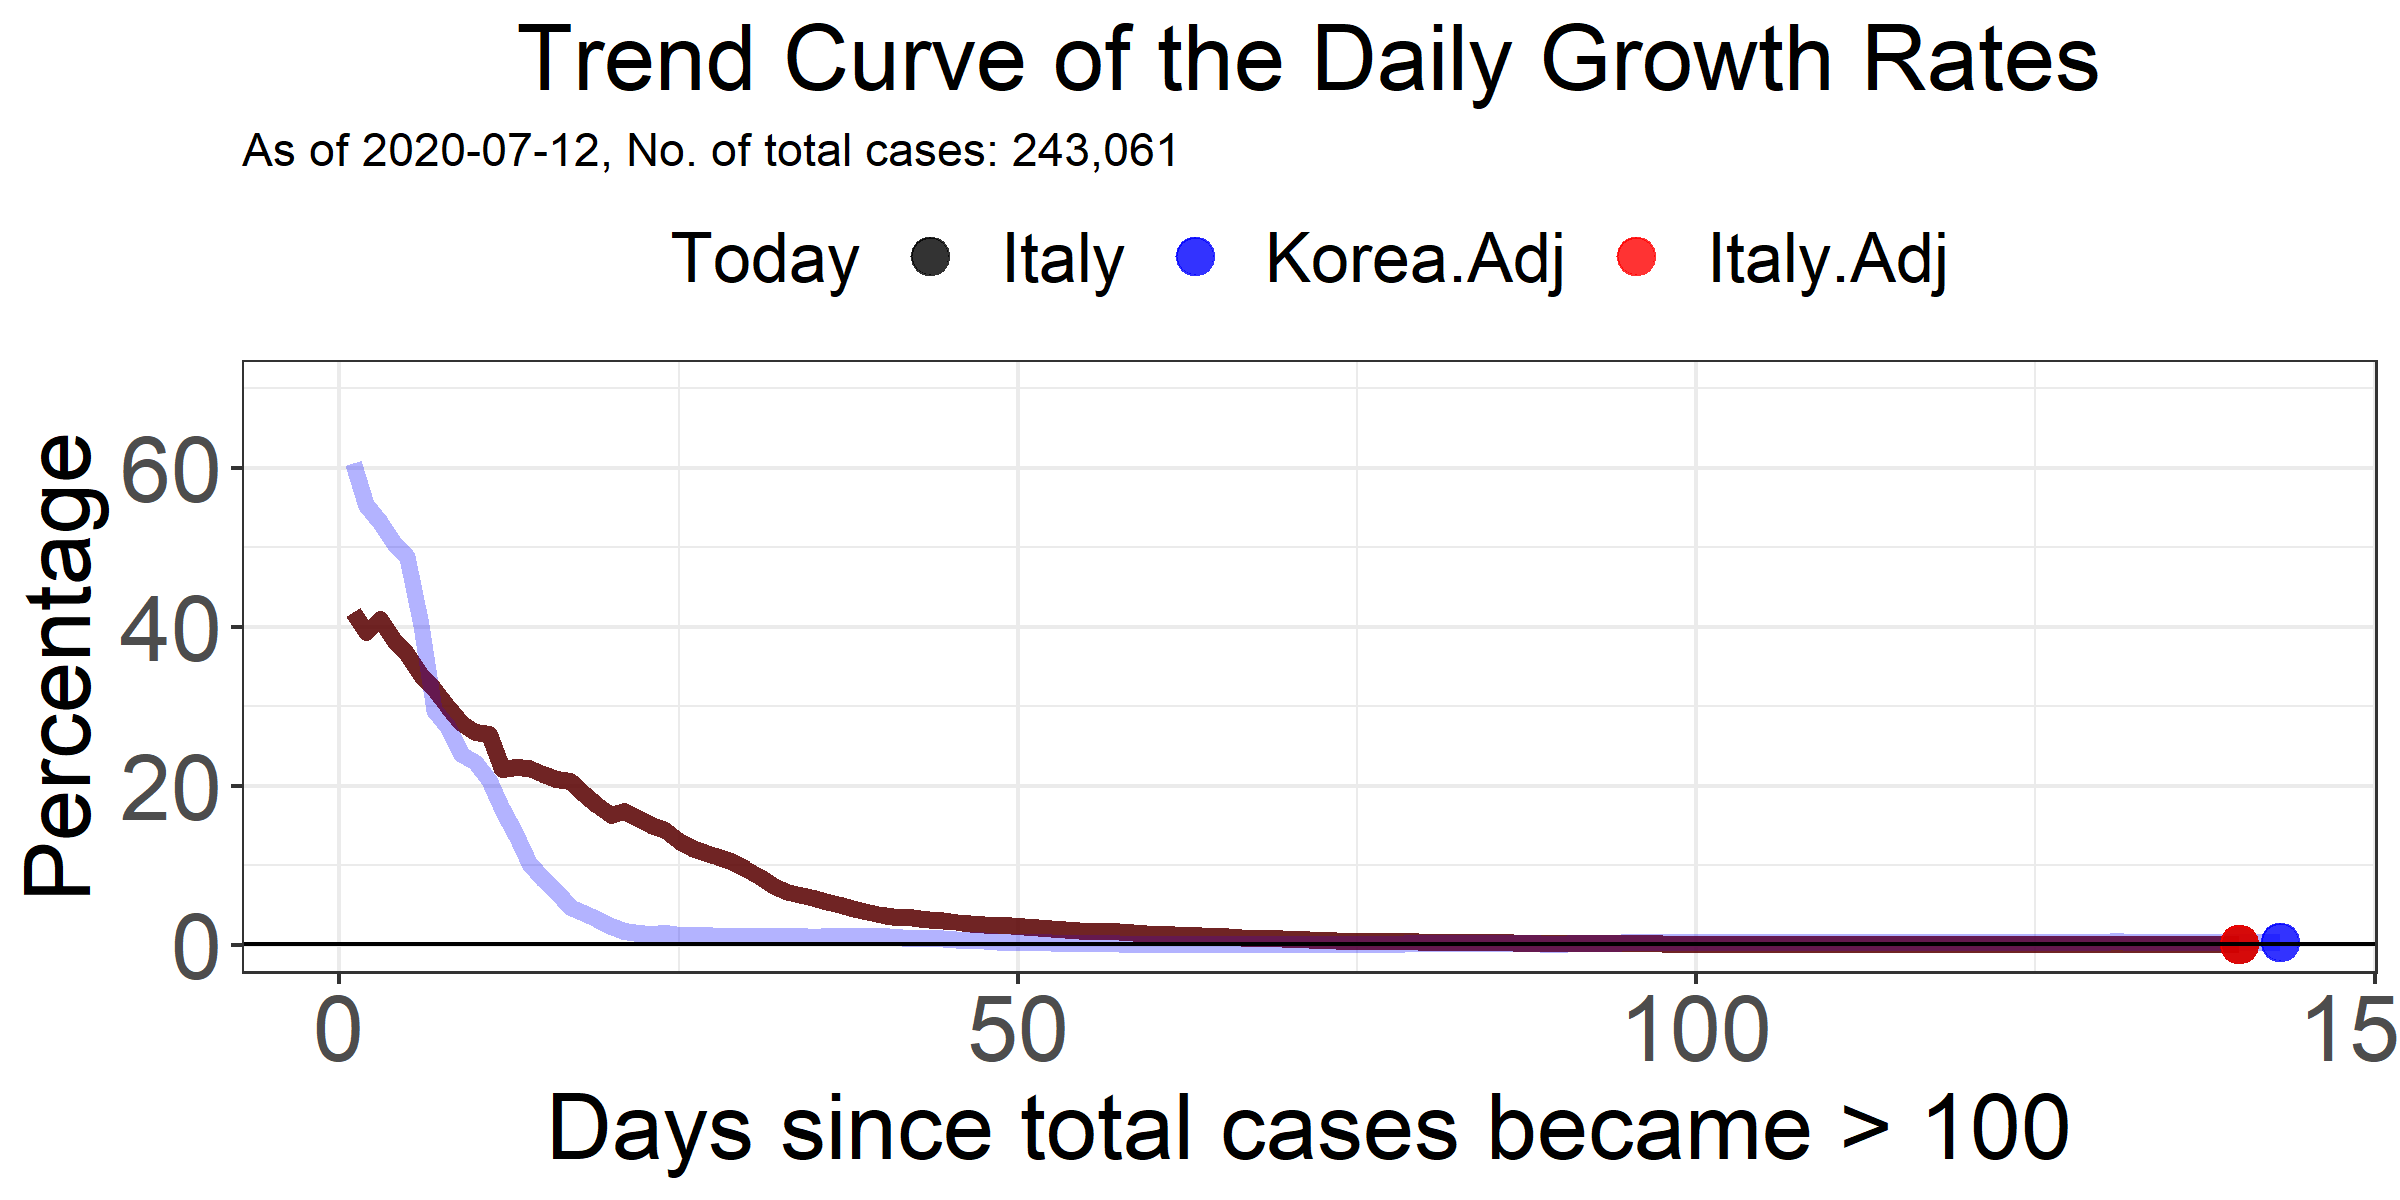 Trend Curve of the Daily Growth Rates
As of 2020-07-12, No. of total cases: 243,061
Today Italy Korea.Adj Italy.Adj
Percentage
60
40
20
0
0 50 100 15
Days since total cases became > 100